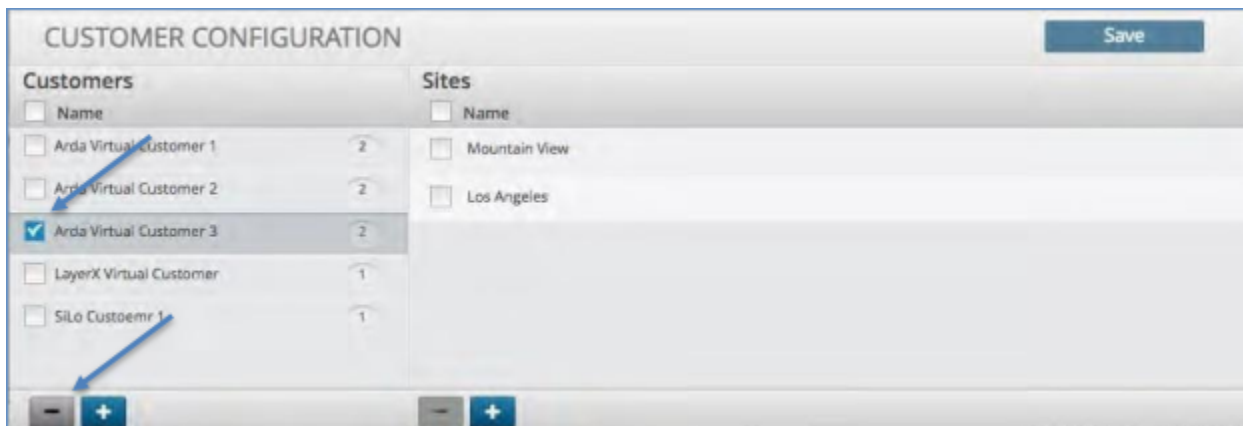 CUSTOMER CONFIGURATION
Save
Customers
Sites
Name
Name
Arda Virtual Customer 1
2
Mountain View
Arda Virtual Customer 2
2
Los Angeles
Arda Virtual Customer 3
2
LayerX Virtual Customer
1
SiLo Custoemr 1
1
- +
- +